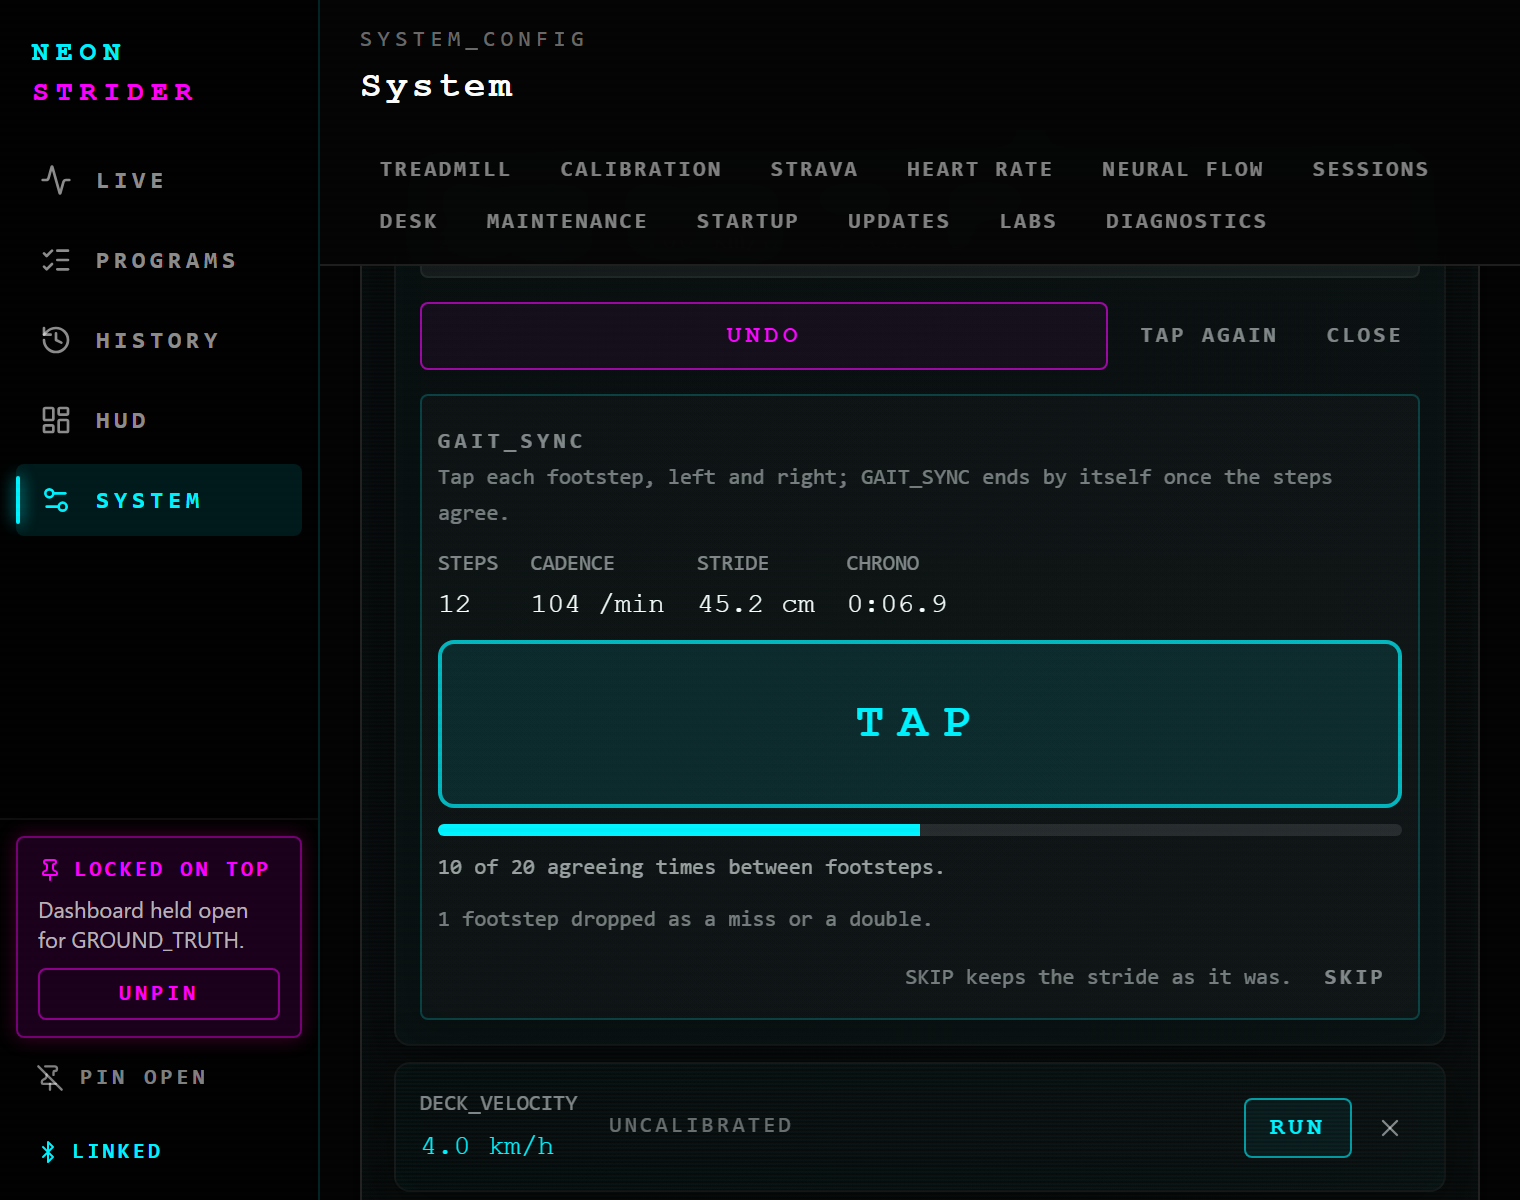 NEON
STRIDER
LIVE
PROGRAMS
HISTORY
HUD
SYSTEM
LOCKED ON TOP
Dashboard held open
for GROUND_TRUTH.
UNPIN
PIN OPEN
LINKED
SYSTEM_CONFIG
System
TREADMILL CALIBRATION STRAVA HEART RATE NEURAL FLOW SESSIONS
DESK MAINTENANCE STARTUP UPDATES LABS DIAGNOSTICS
UNDO TAP AGAIN CLOSE
GAIT_SYNC
Tap each footstep, left and right; GAIT_SYNC ends by itself once the steps
agree.
STEPS CADENCE STRIDE CHRONO
12 104 /min 45.2 cm 0:06.9
TAP
10 of 20 agreeing times between footsteps.
1 footstep dropped as a miss or a double.
SKIP keeps the stride as it was. SKIP
DECK_VELOCITY
4.0 km/h
UNCALIBRATED
RUN